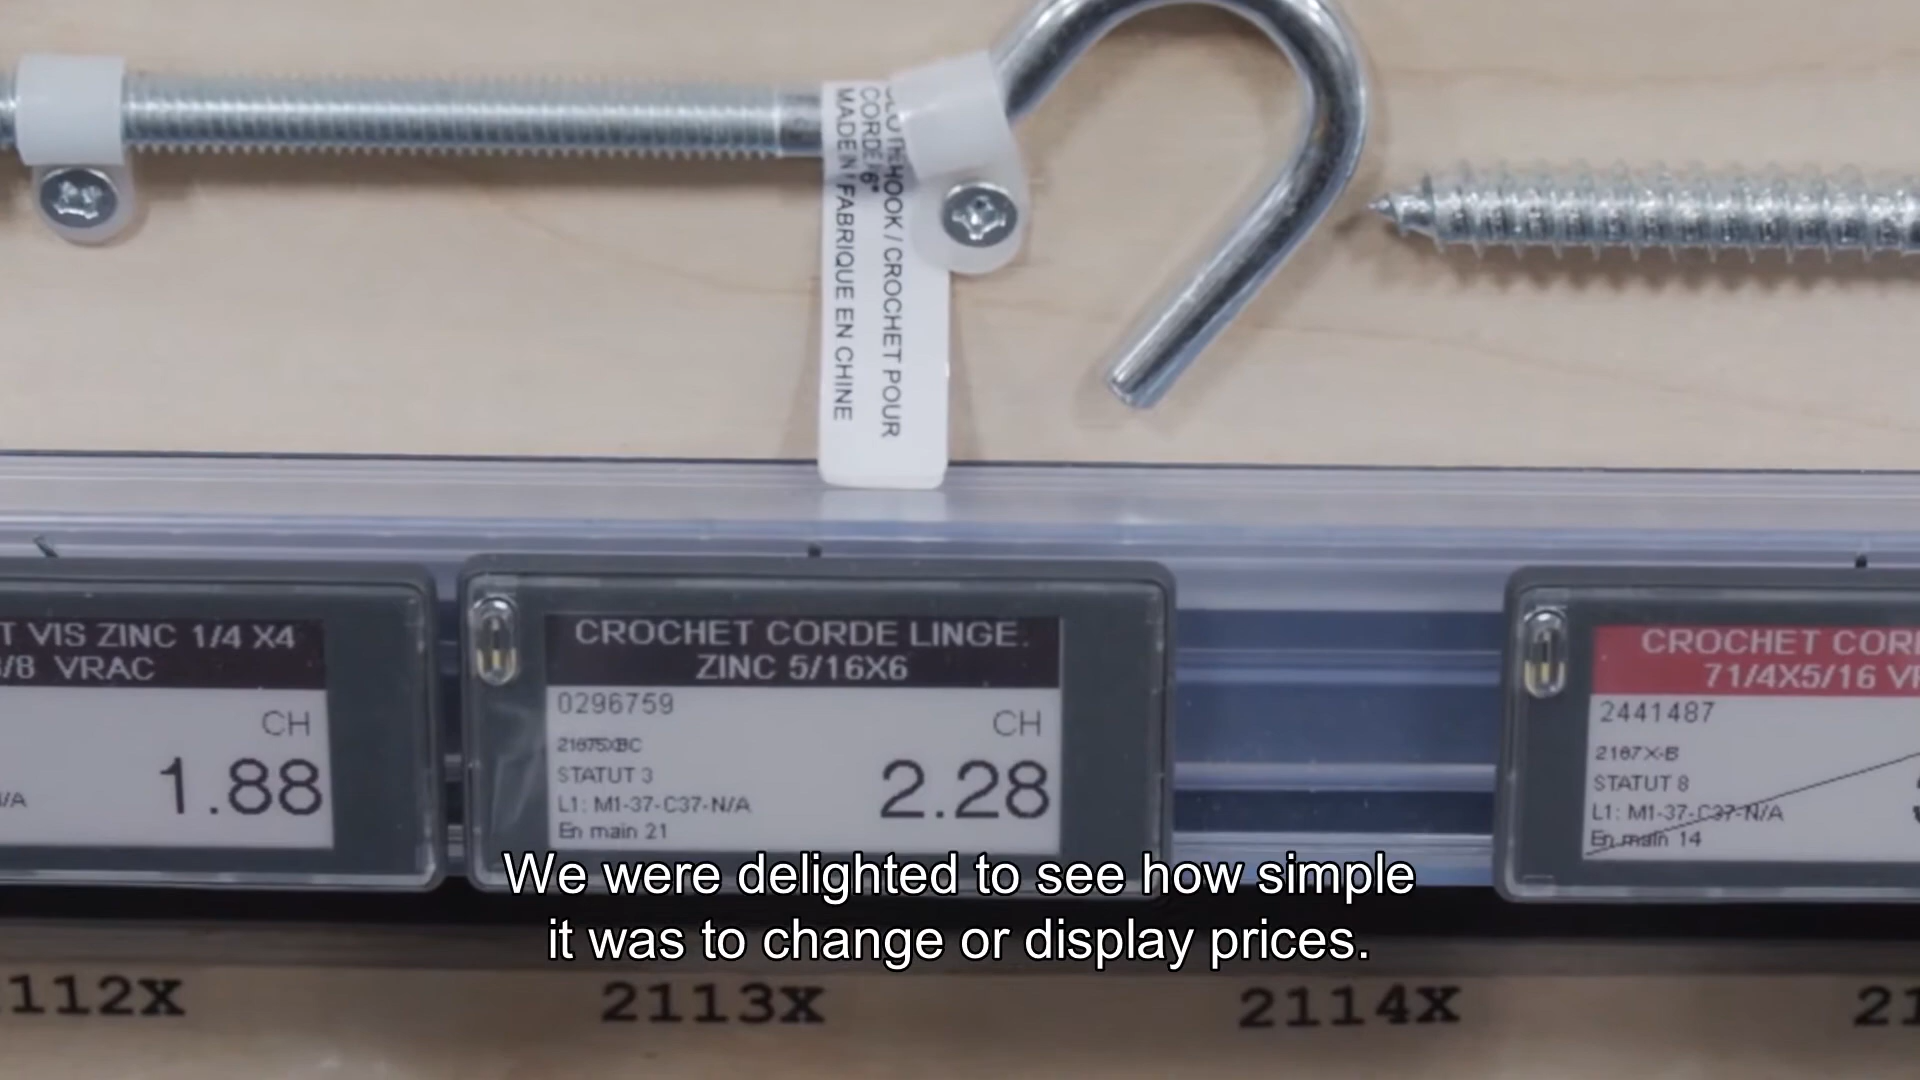 HOOK / CROCHET POUR
CORDE / 6"
MADE IN / FABRIQUE EN CHINE
T VIS ZINC 1/4 X4
/8 VRAC
CH
/A
1.88
CROCHET CORDE LINGE.
ZINC 5/16X6
0296759
CH
STATUT 3
2.28
L1: M1-37-C37-N/A
En main 21
CROCHET COR
71/4X5/16 V
2441487
2167X-B
STATUT 8
L1: M1-37-C37-N/A
En main 14
We were delighted to see how simple
it was to change or display prices.
112X
2113X
2114X
21